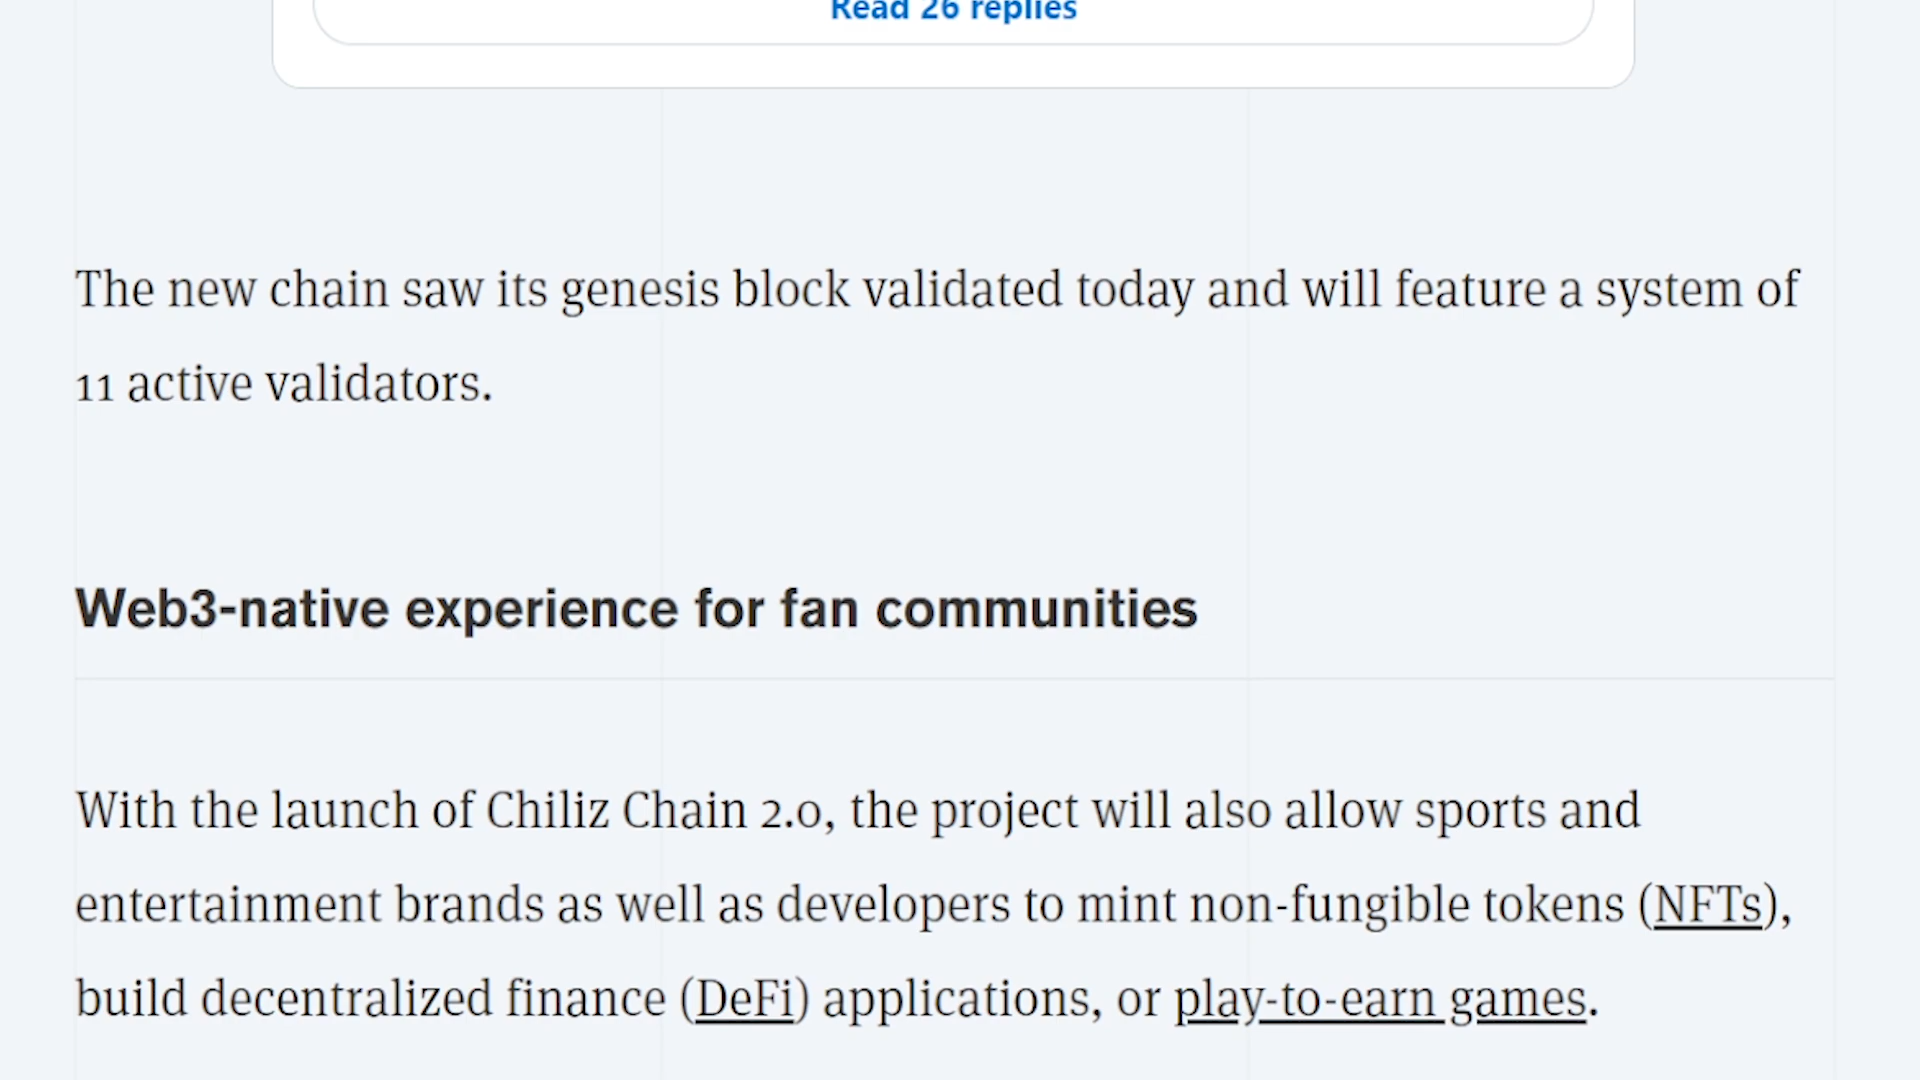 Read 26 replies
The new chain saw its genesis block validated today and will feature a system of
11 active validators.
Web3-native experience for fan communities
With the launch of Chiliz Chain 2.0, the project will also allow sports and
entertainment brands as well as developers to mint non-fungible tokens (NFTs),
build decentralized finance (DeFi) applications, or play-to-earn games.